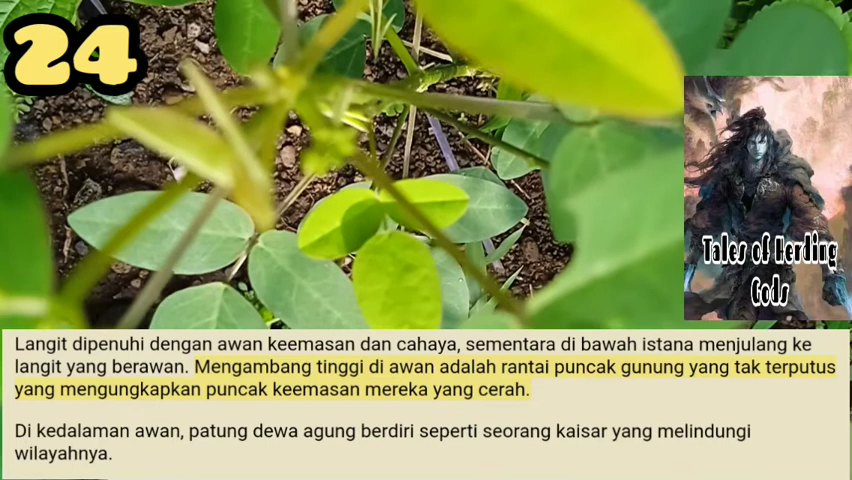 24
Tales of Herding
Gods
Langit dipenuhi dengan awan keemasan dan cahaya, sementara di bawah istana menjulang ke
langit yang berawan. Mengambang tinggi di awan adalah rantai puncak gunung yang tak terputus
yang mengungkapkan puncak keemasan mereka yang cerah.
Di kedalaman awan, patung dewa agung berdiri seperti seorang kaisar yang melindungi
wilayahnya.